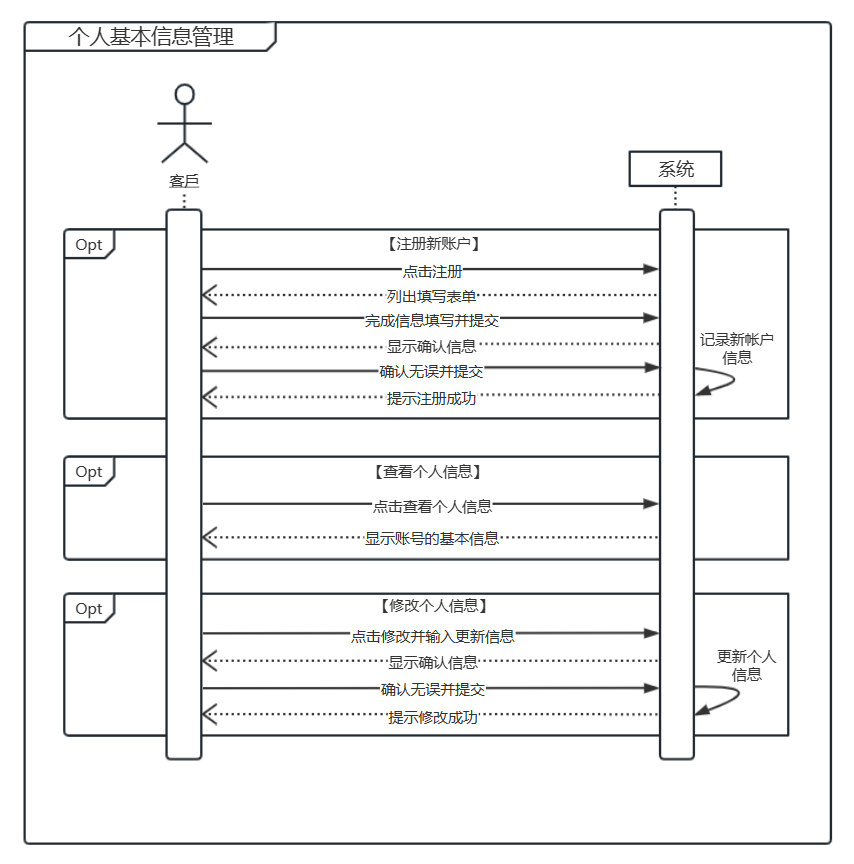 个人基本信息管理
客戶
系统
Opt
【注册新账户】
点击注册
列出填写表单
完成信息填写并提交
显示确认信息
记录新帐户
信息
确认无误并提交
提示注册成功
Opt
【查看个人信息】
点击查看个人信息
显示账号的基本信息
Opt
【修改个人信息】
点击修改并输入更新信息
显示确认信息
更新个人
信息
确认无误并提交
提示修改成功